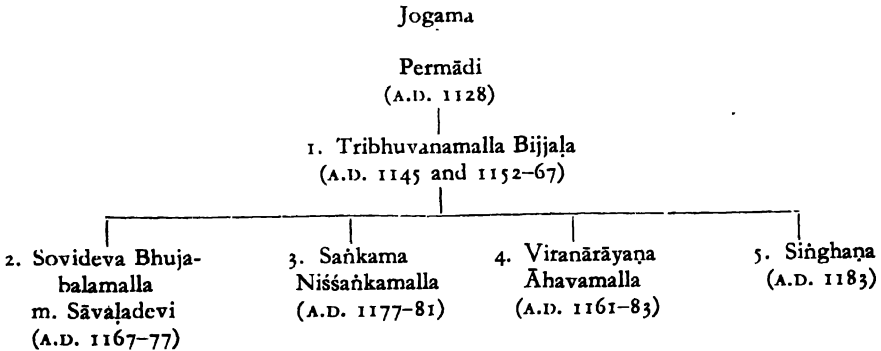 Jogama
Permādi
(A.D. 1128)
1. Tribhuvanamalla Bijjaḷa
(A.D. 1145 and 1152–67)
2. Sovideva Bhuja-
balamalla
m. Sāvaḷadevi
(A.D. 1167–77)
3. Saṅkama
Niśśaṅkamalla
(A.D. 1177–81)
4. Viranārāyaṇa
Āhavamalla
(A.D. 1161–83)
5. Siṅghaṇa
(A.D. 1183)